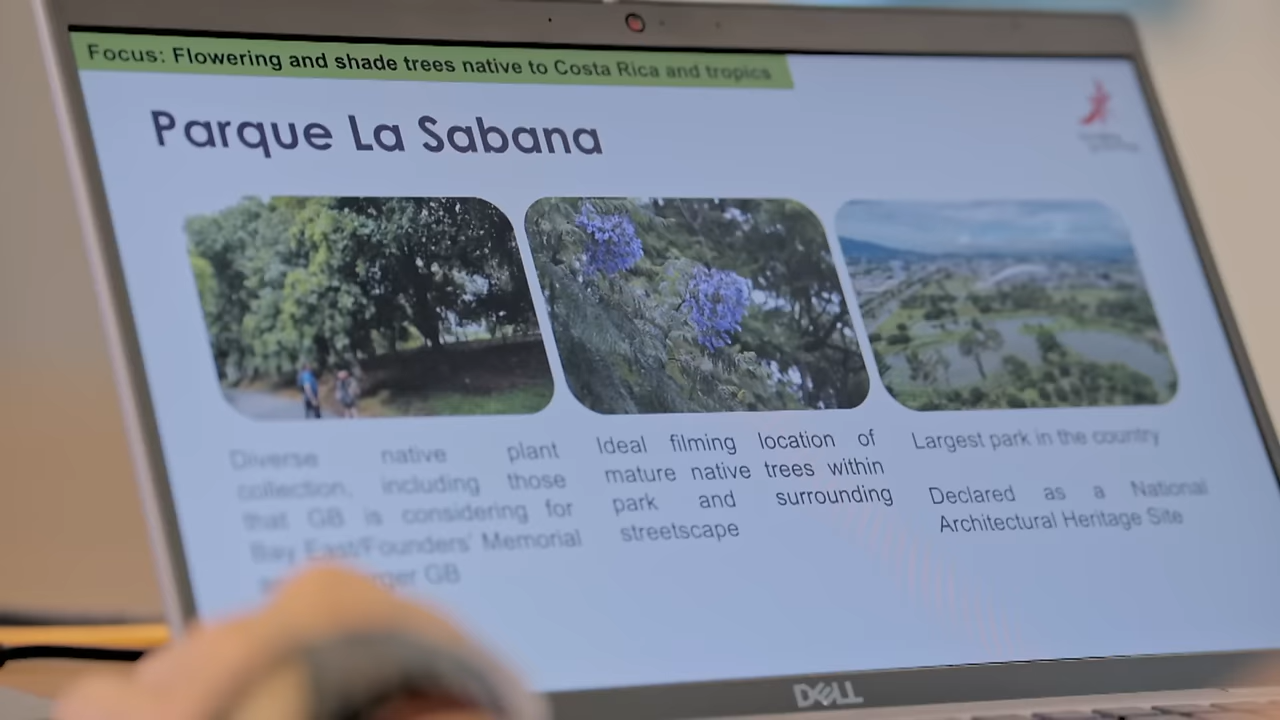 Focus: Flowering and shade trees native to Costa Rica and tropics
Parque La Sabana
Diverse native plant
collection, including those
that GB is considering for
Bay East/Founders' Memorial
GB
Ideal filming location of
mature native trees within
park and surrounding
streetscape
Largest park in the country
Declared as a National
Architectural Heritage Site
DELL